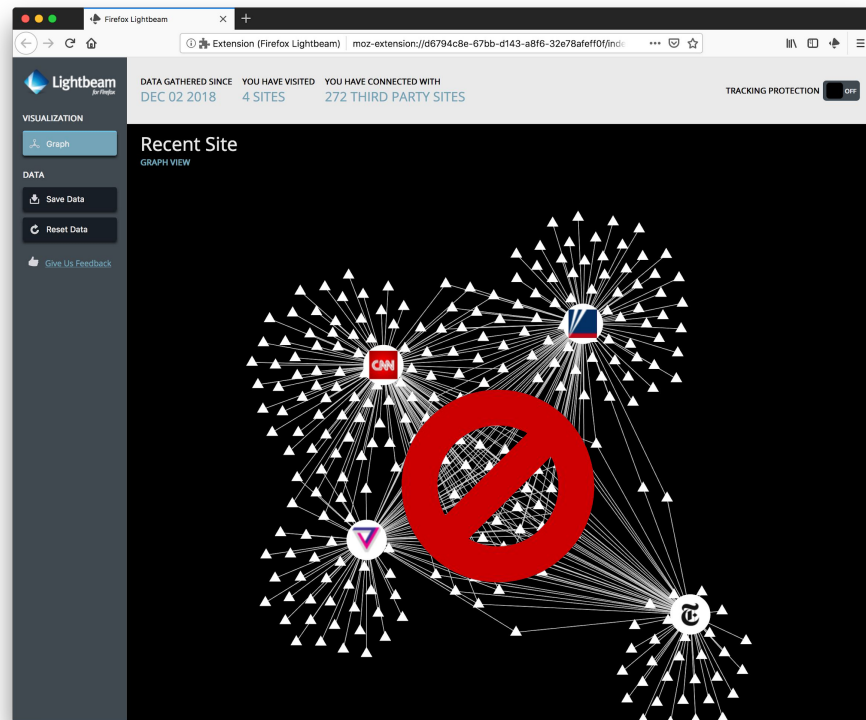 Firefox Lightbeam
Extension (Firefox Lightbeam) moz-extension://d6794c8e-67bb-d143-a8f6-32e78afeff0f/inde
Lightbeam
for Firefox
DATA GATHERED SINCE YOU HAVE VISITED YOU HAVE CONNECTED WITH
DEC 02 2018 4 SITES 272 THIRD PARTY SITES
TRACKING PROTECTION OFF
VISUALIZATION
Graph
DATA
Save Data
Reset Data
Give Us Feedback
Recent Site
GRAPH VIEW
CNN